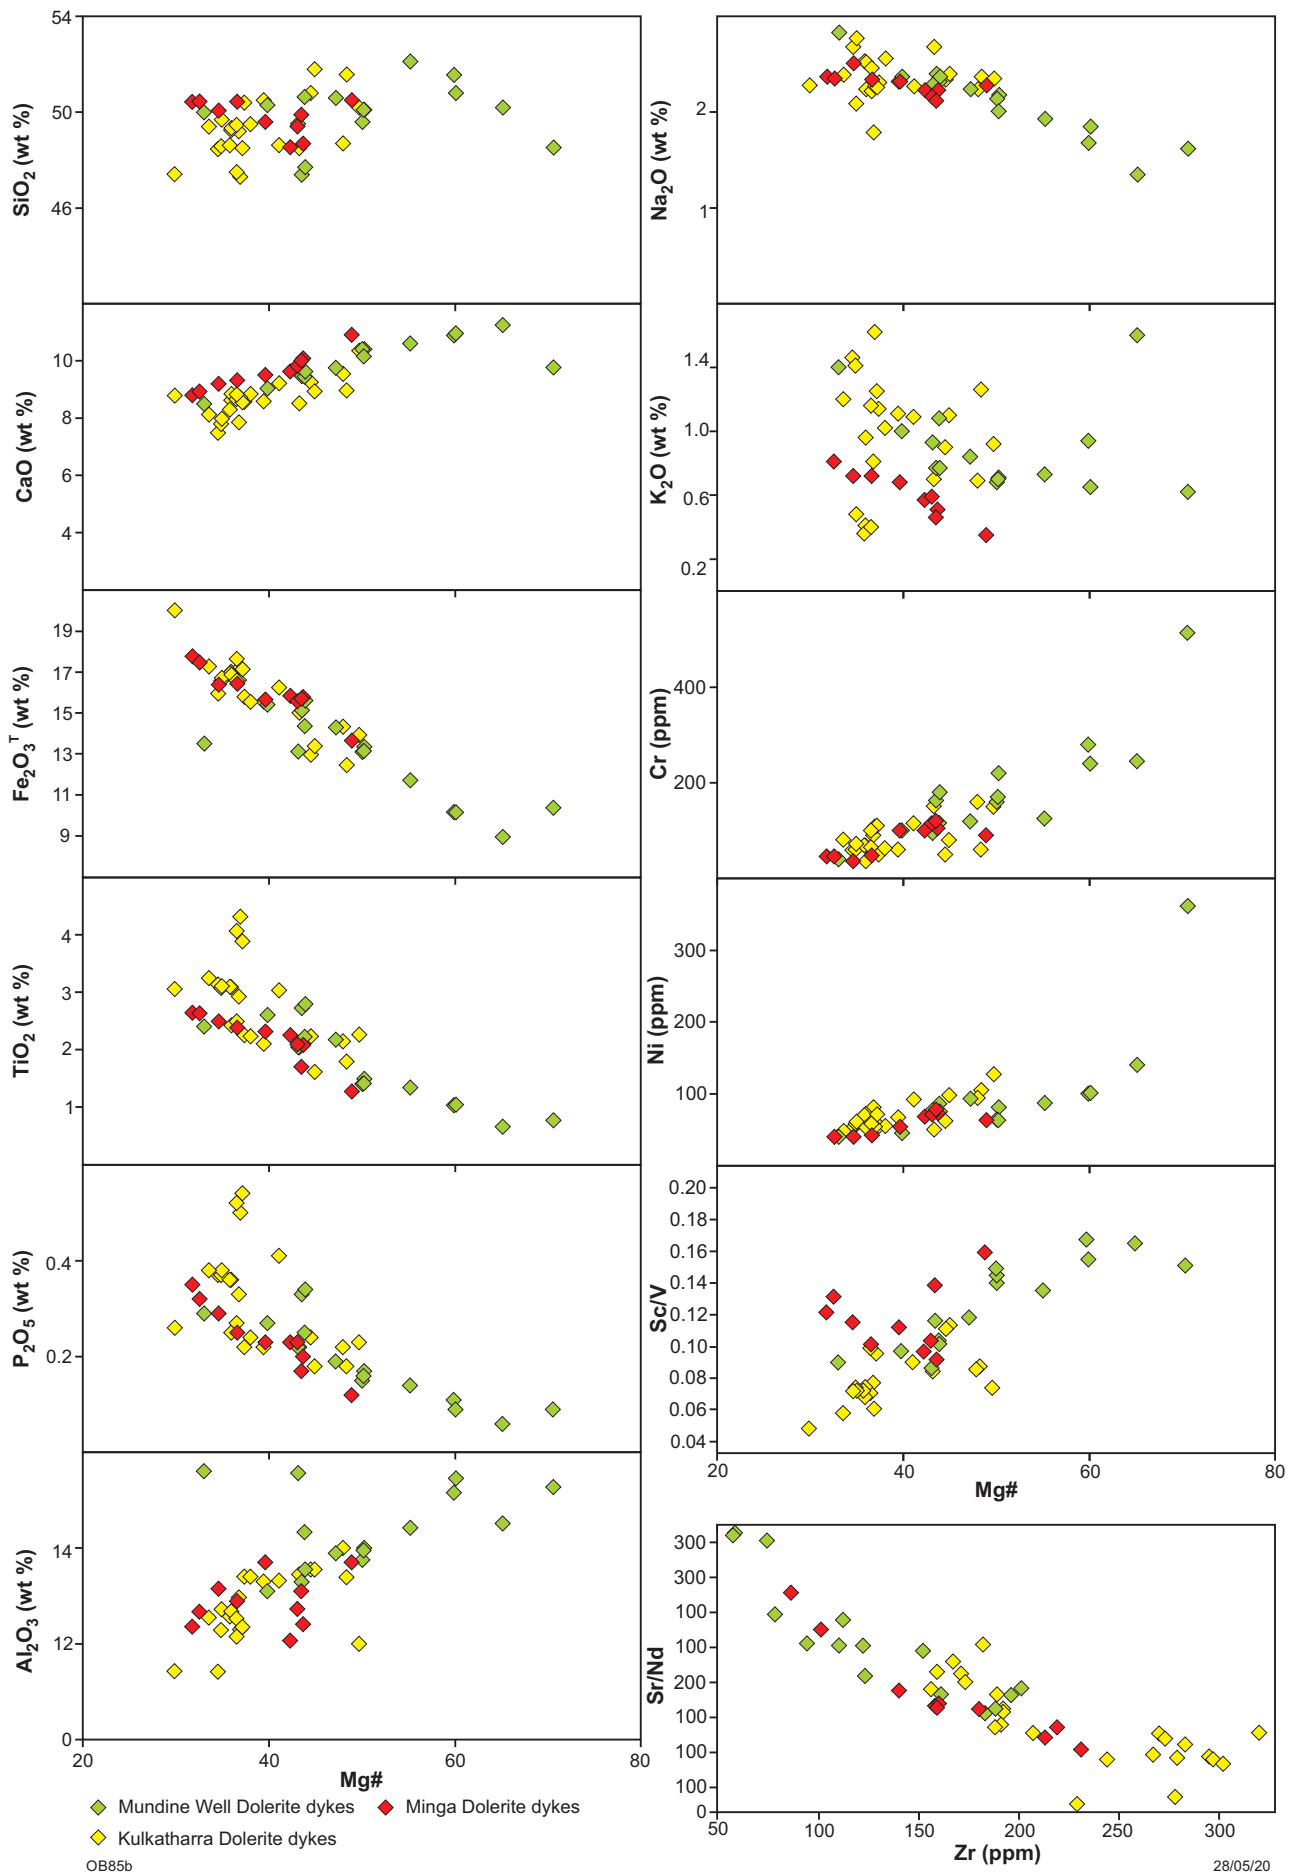 54
50
46
SiO2 (wt %)
2
1
Na2O (wt %)
10
8
6
4
CaO (wt %)
1.4
1.0
0.6
0.2
K2O (wt %)
19
17
15
13
11
9
Fe2O3T (wt %)
400
200
Cr (ppm)
4
3
2
1
TiO2 (wt %)
300
200
100
Ni (ppm)
0.4
0.2
P2O5 (wt %)
0.20
0.18
0.16
0.14
0.12
0.10
0.08
0.06
0.04
Sc/V
20 40 60 80
Mg#
14
12
0
Al2O3 (wt %)
20 40 60 80
Mg#
300
300
100
100
200
100
100
100
0
Sr/Nd
50 100 150 200 250 300
Zr (ppm)
Mundine Well Dolerite dykes Minga Dolerite dykes
Kulkatharra Dolerite dykes
OB85b 28/05/20